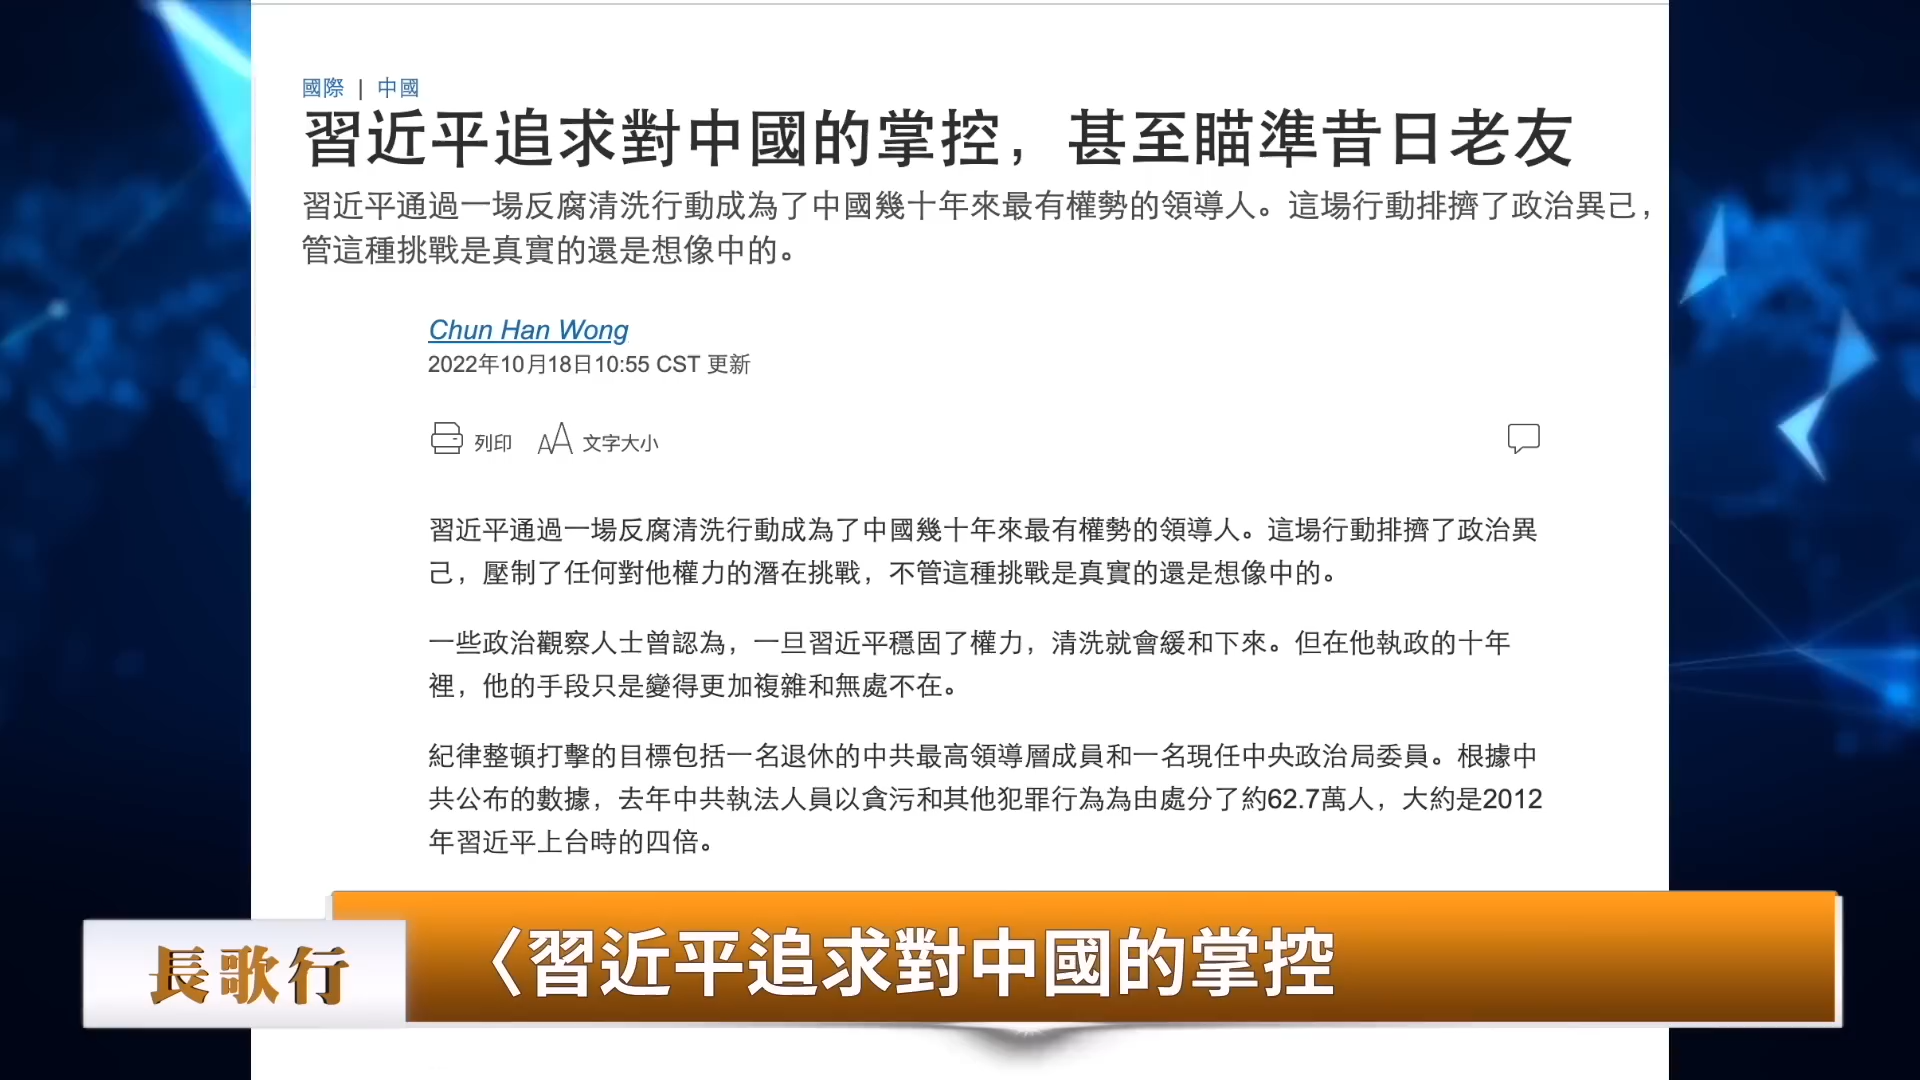 國際 | 中國
習近平追求對中國的掌控，甚至瞄準昔日老友
習近平通過一場反腐清洗行動成為了中國幾十年來最有權勢的領導人。這場行動排擠了政治異己，
管這種挑戰是真實的還是想像中的。
Chun Han Wong
2022年10月18日10:55 CST 更新
列印 AA 文字大小
習近平通過一場反腐清洗行動成為了中國幾十年來最有權勢的領導人。這場行動排擠了政治異
己，壓制了任何對他權力的潛在挑戰，不管這種挑戰是真實的還是想像中的。
一些政治觀察人士曾認為，一旦習近平穩固了權力，清洗就會緩和下來。但在他執政的十年
裡，他的手段只是變得更加複雜和無處不在。
紀律整頓打擊的目標包括一名退休的中共最高領導層成員和一名現任中央政治局委員。根據中
共公布的數據，去年中共執法人員以貪污和其他犯罪行為為由處分了約62.7萬人，大約是2012
年習近平上台時的四倍。
長歌行
〈習近平追求對中國的掌控